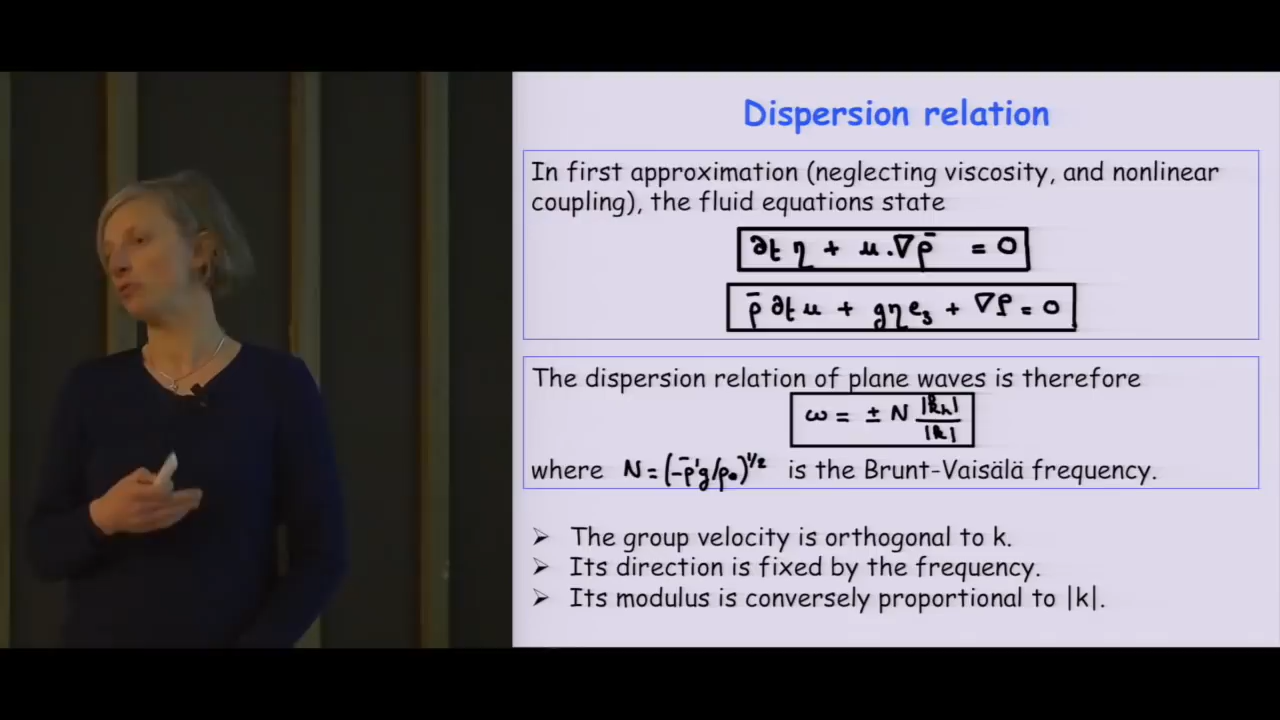 Dispersion relation
In first approximation (neglecting viscosity, and nonlinear
coupling), the fluid equations state
∂t η + u.∇ρ̄ = 0
ρ̄ ∂t u + gηe₃ + ∇P = 0
The dispersion relation of plane waves is therefore
ω = ± N |kₕ|/|k|
where N = (-ρ̄'g/ρ₀)^1/2 is the Brunt-Vaisälä frequency.
➢ The group velocity is orthogonal to k.
➢ Its direction is fixed by the frequency.
➢ Its modulus is conversely proportional to |k|.